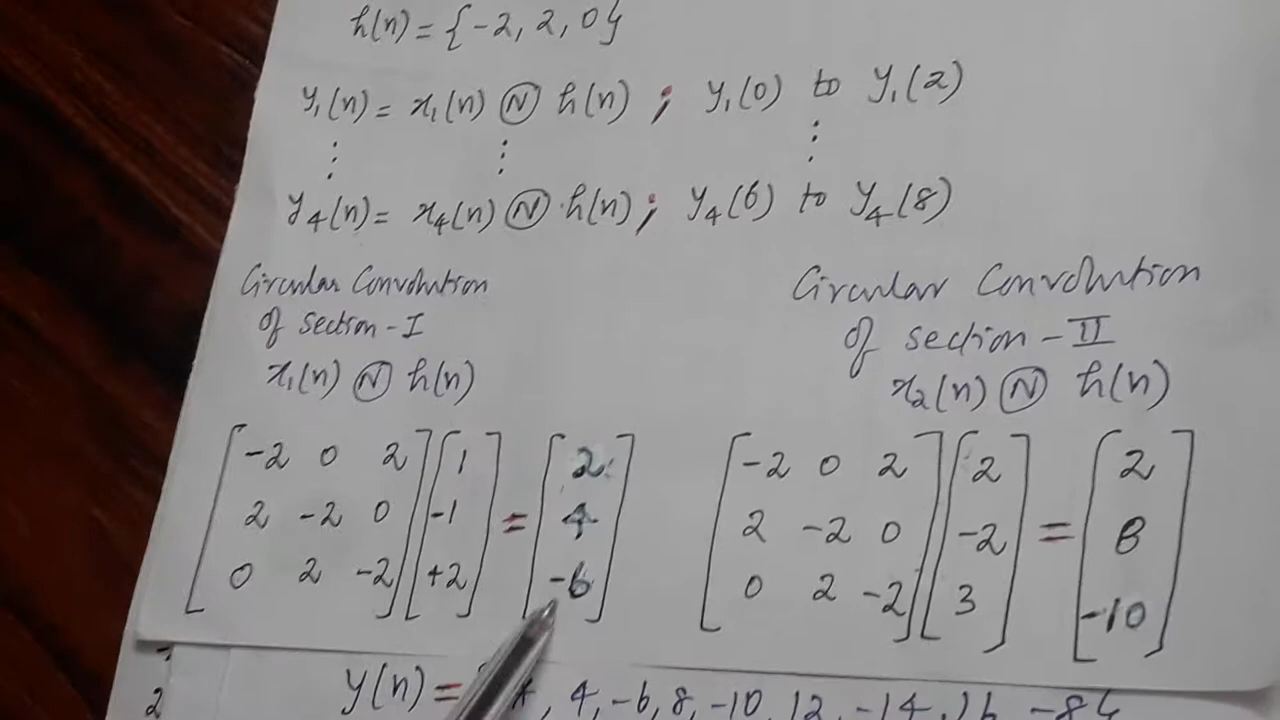 h(n) = {-2, 2, 0}
y₁(n) = x₁(n) Ⓝ h(n) ; y₁(0) to y₁(2)
⋮ ⋮ ⋮
y₄(n) = x₄(n) Ⓝ h(n) ; y₄(6) to y₄(8)
Circular Convolution
of section - I
x₁(n) Ⓝ h(n)
-2 0 2 1 2
2 -2 0 -1 = 4
0 2 -2 +2 -6
Circular Convolution
of section - II
x₂(n) Ⓝ h(n)
-2 0 2 2 2
2 -2 0 -2 = 8
0 2 -2 3 -10
2
y(n) = , 4, -6, 8, -10, 12, -14, 16, -8}